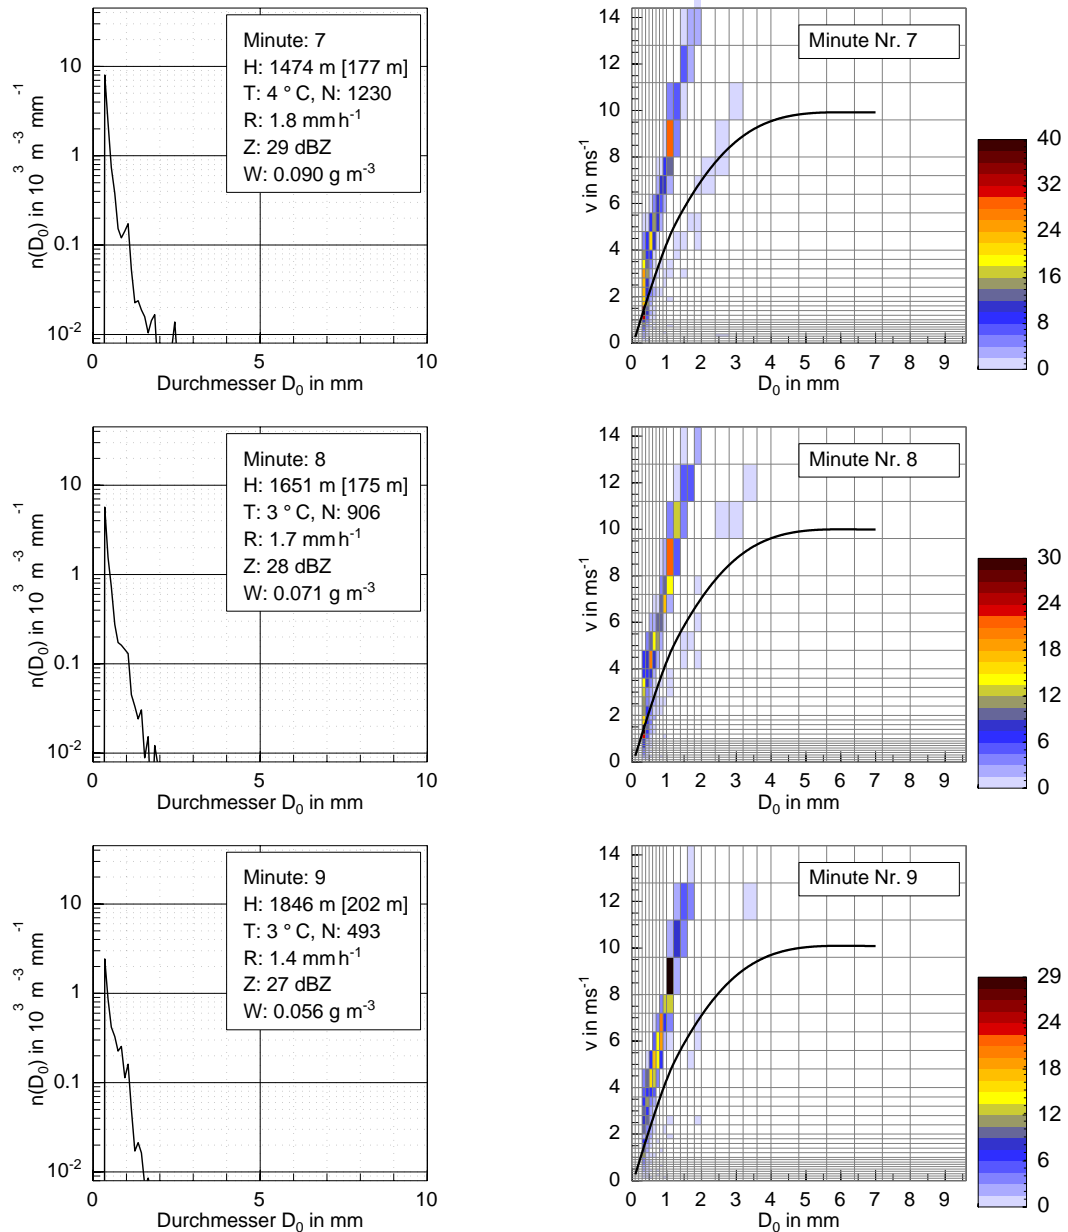 n(D0) in 10^3 m^-3 mm^-1
10
1
0.1
10^-2
Minute: 7
H: 1474 m [177 m]
T: 4 ° C, N: 1230
R: 1.8 mm h^-1
Z: 29 dBZ
W: 0.090 g m^-3
0 5 10
Durchmesser D0 in mm
v in ms^-1
14
12
10
8
6
4
2
0
Minute Nr. 7
0 1 2 3 4 5 6 7 8 9
D0 in mm
40
32
24
16
8
0
n(D0) in 10^3 m^-3 mm^-1
10
1
0.1
10^-2
Minute: 8
H: 1651 m [175 m]
T: 3 ° C, N: 906
R: 1.7 mm h^-1
Z: 28 dBZ
W: 0.071 g m^-3
0 5 10
Durchmesser D0 in mm
v in ms^-1
14
12
10
8
6
4
2
0
Minute Nr. 8
0 1 2 3 4 5 6 7 8 9
D0 in mm
30
24
18
12
6
0
n(D0) in 10^3 m^-3 mm^-1
10
1
0.1
10^-2
Minute: 9
H: 1846 m [202 m]
T: 3 ° C, N: 493
R: 1.4 mm h^-1
Z: 27 dBZ
W: 0.056 g m^-3
0 5 10
Durchmesser D0 in mm
v in ms^-1
14
12
10
8
6
4
2
0
Minute Nr. 9
0 1 2 3 4 5 6 7 8 9
D0 in mm
29
24
18
12
6
0